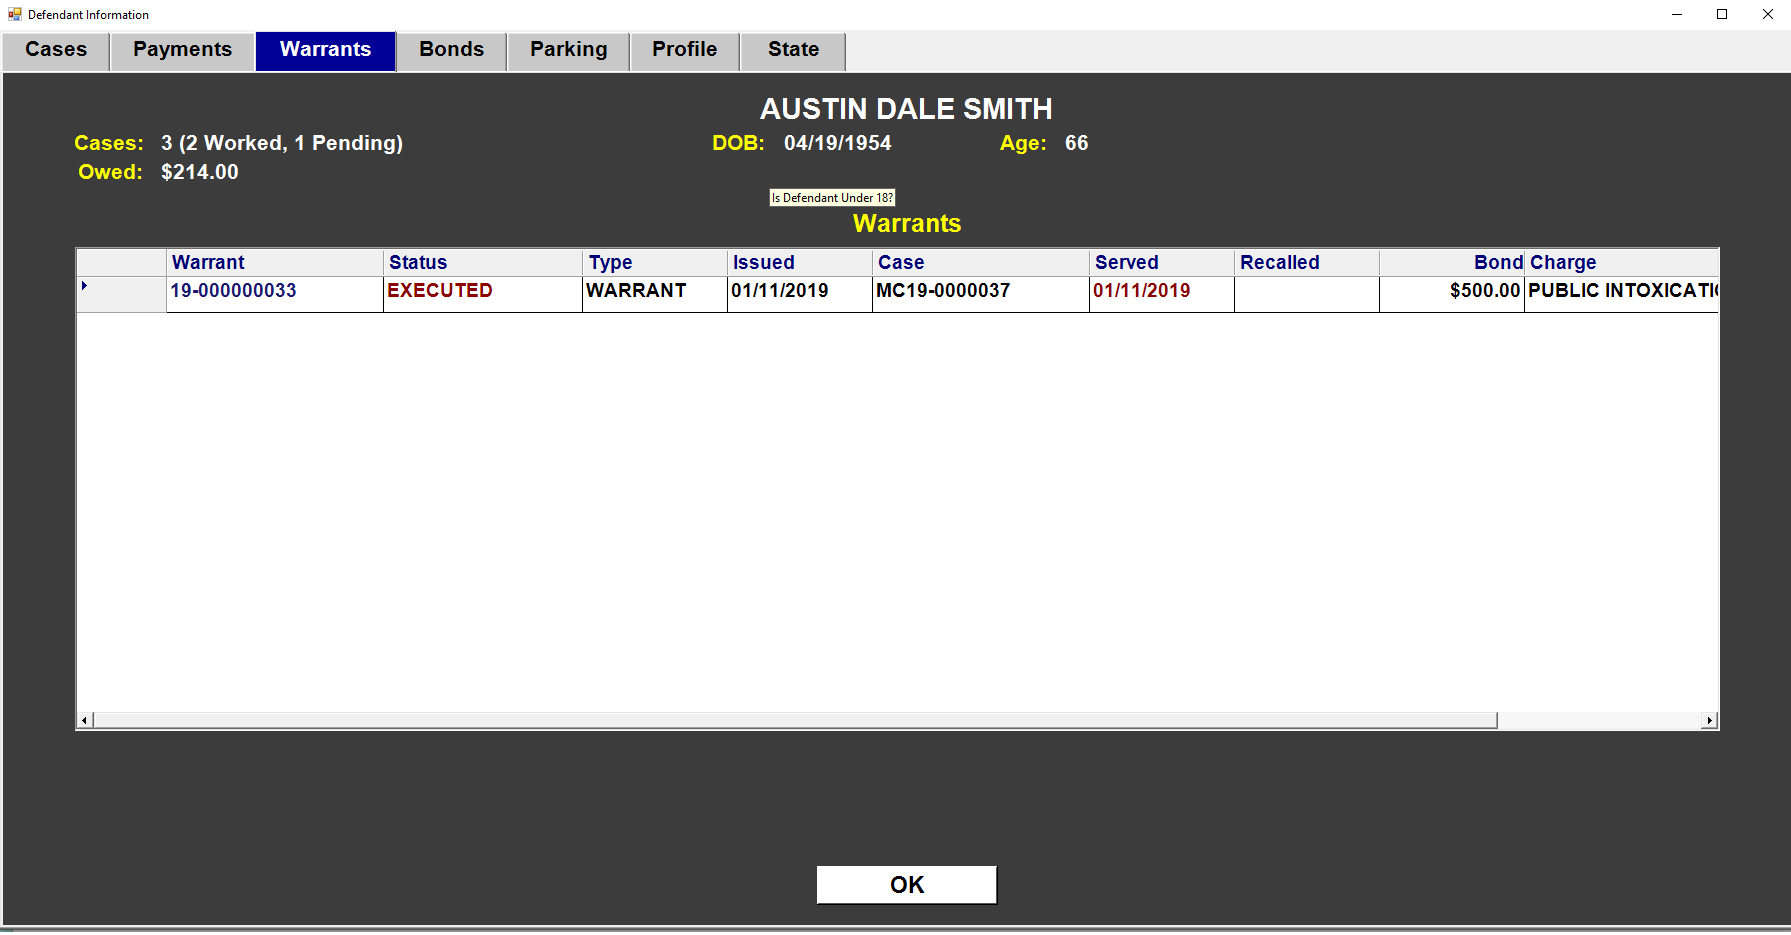 Defendant Information
Cases Payments Warrants Bonds Parking Profile State
AUSTIN DALE SMITH
Cases: 3 (2 Worked, 1 Pending) DOB: 04/19/1954 Age: 66
Owed: $214.00
Is Defendant Under 18?
Warrants
Warrant Status Type Issued Case Served Recalled Bond Charge
19-000000033 EXECUTED WARRANT 01/11/2019 MC19-0000037 01/11/2019 $500.00 PUBLIC INTOXICATI
OK